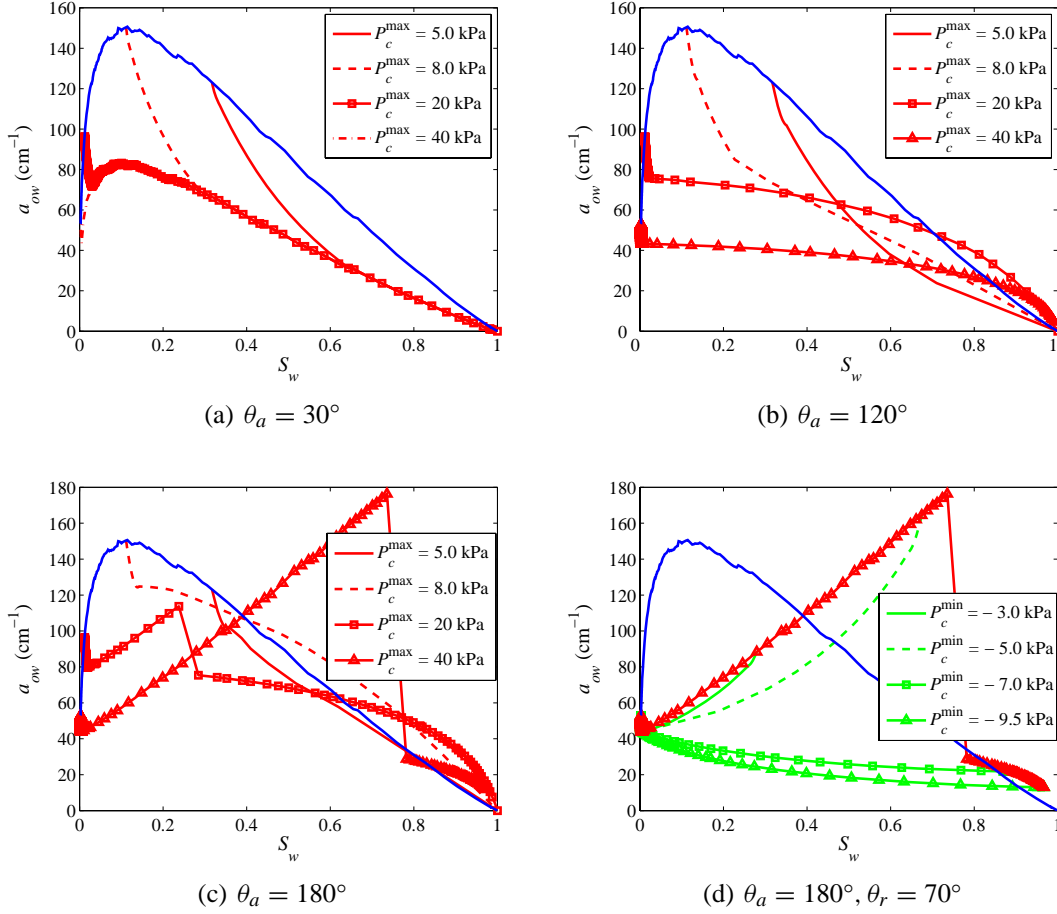 160
140
120
100
80
60
40
20
0
a_ow (cm⁻¹)
0 0.2 0.4 0.6 0.8 1
S_w
P_c^max = 5.0 kPa
P_c^max = 8.0 kPa
P_c^max = 20 kPa
P_c^max = 40 kPa
(a) θ_a = 30°
160
140
120
100
80
60
40
20
0
a_ow (cm⁻¹)
0 0.2 0.4 0.6 0.8 1
S_w
P_c^max = 5.0 kPa
P_c^max = 8.0 kPa
P_c^max = 20 kPa
P_c^max = 40 kPa
(b) θ_a = 120°
180
160
140
120
100
80
60
40
20
0
a_ow (cm⁻¹)
0 0.2 0.4 0.6 0.8 1
S_w
P_c^max = 5.0 kPa
P_c^max = 8.0 kPa
P_c^max = 20 kPa
P_c^max = 40 kPa
(c) θ_a = 180°
180
160
140
120
100
80
60
40
20
0
a_ow (cm⁻¹)
0 0.2 0.4 0.6 0.8 1
S_w
P_c^min = − 3.0 kPa
P_c^min = − 5.0 kPa
P_c^min = − 7.0 kPa
P_c^min = − 9.5 kPa
(d) θ_a = 180°, θ_r = 70°